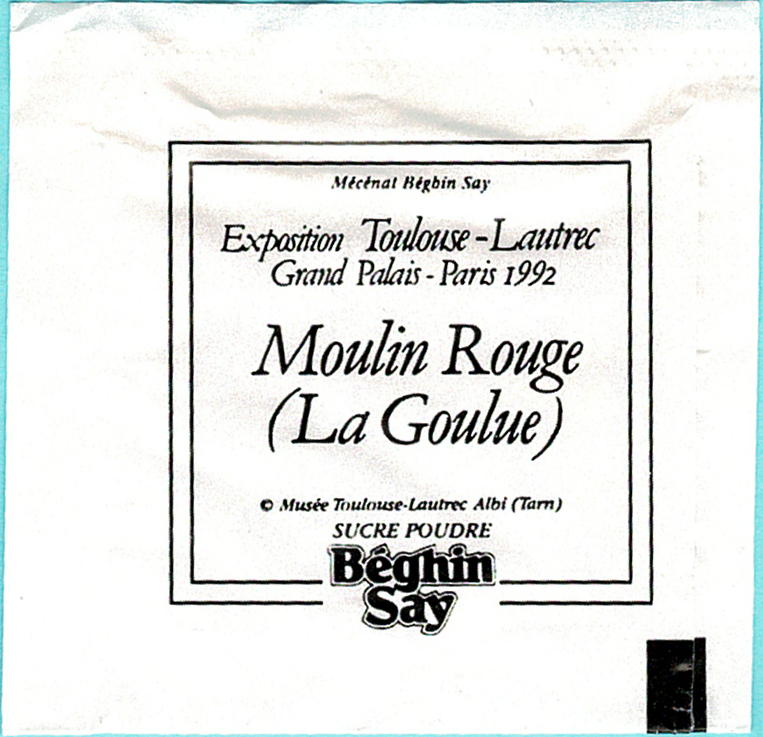 Mécénat Béghin Say
Exposition Toulouse-Lautrec
Grand Palais - Paris 1992
Moulin Rouge
(La Goulue)
© Musée Toulouse-Lautrec Albi (Tarn)
SUCRE POUDRE
Béghin
Say